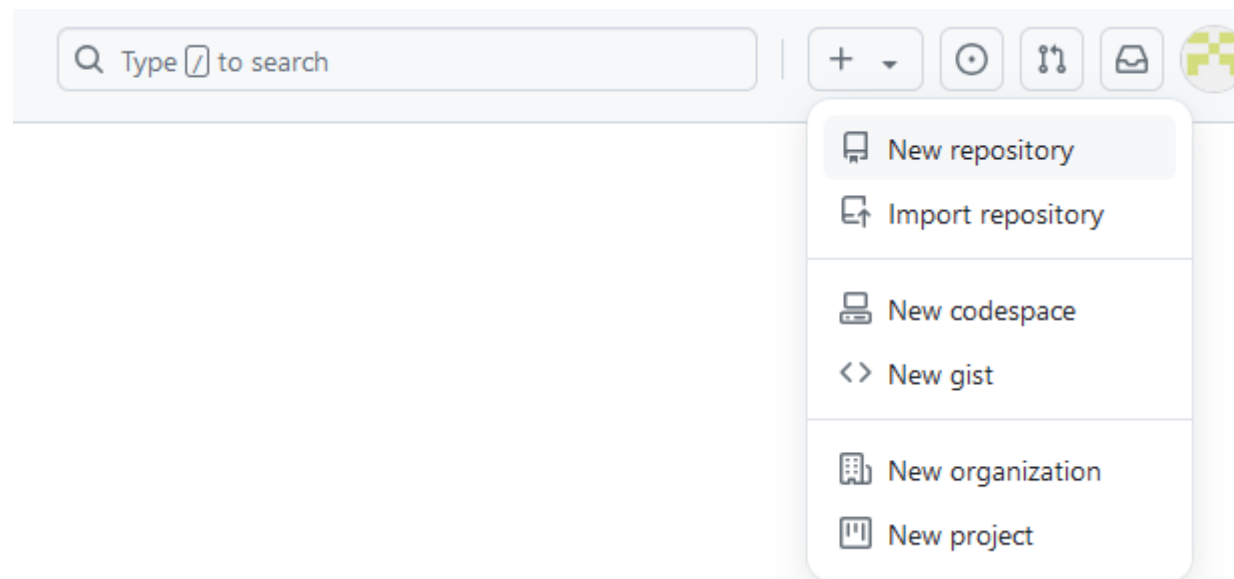 Type / to search
New repository
Import repository
New codespace
New gist
New organization
New project